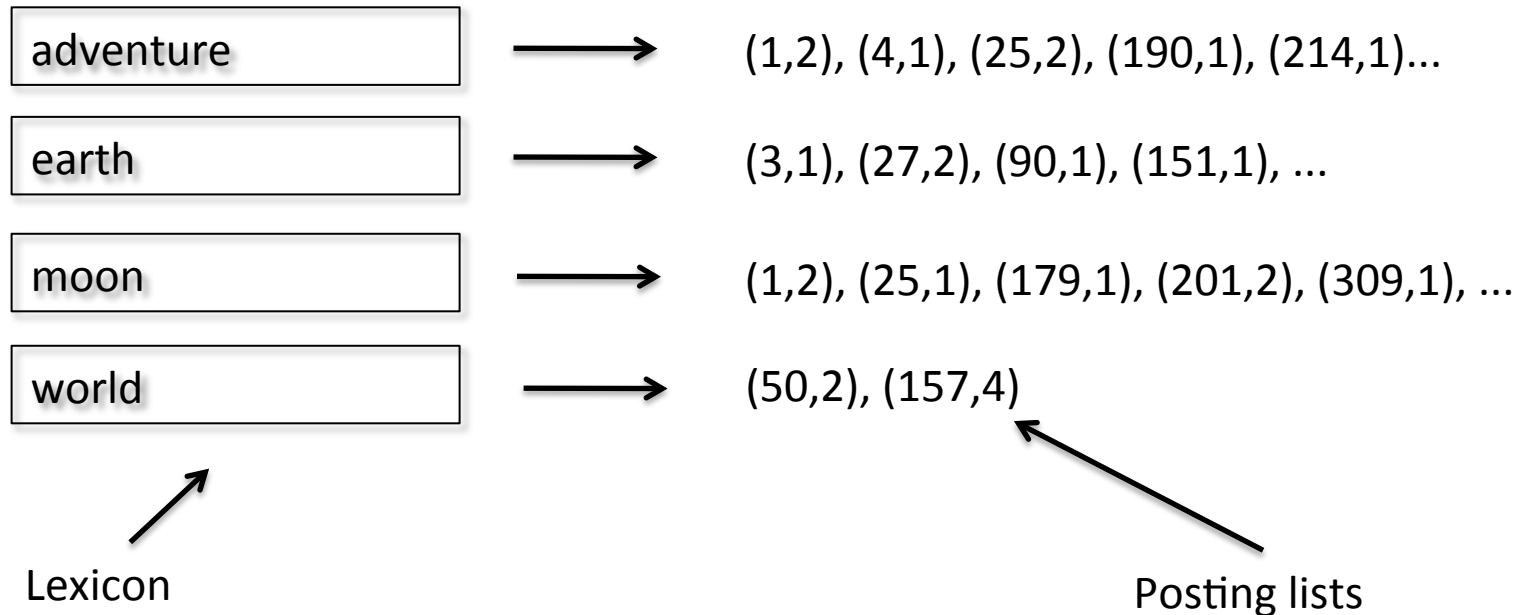 adventure (1,2), (4,1), (25,2), (190,1), (214,1)...
earth (3,1), (27,2), (90,1), (151,1), ...
moon (1,2), (25,1), (179,1), (201,2), (309,1), ...
world (50,2), (157,4)
Lexicon Posting lists